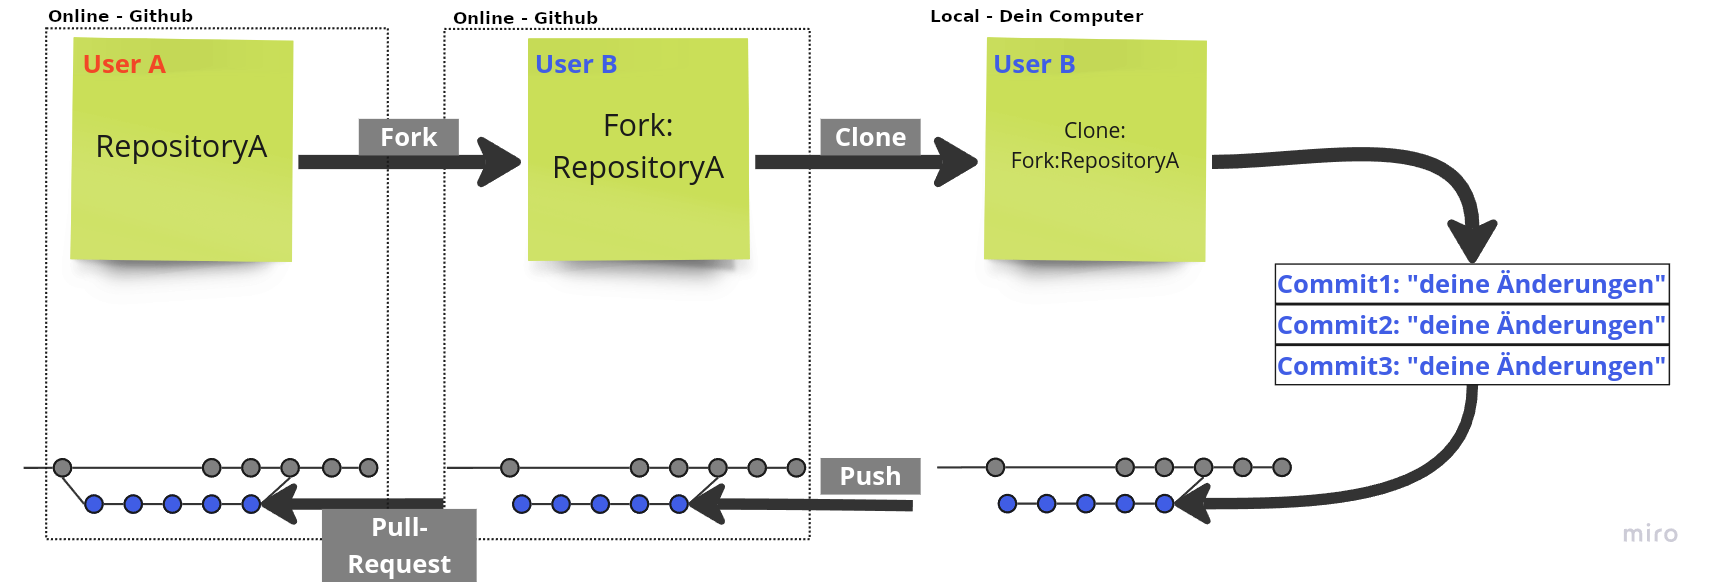 Online - Github
Online - Github
Local - Dein Computer
User A
RepositoryA
Fork
User B
Fork:
RepositoryA
Clone
User B
Clone:
Fork:RepositoryA
Commit1: "deine Änderungen"
Commit2: "deine Änderungen"
Commit3: "deine Änderungen"
Push
Pull-
Request
miro